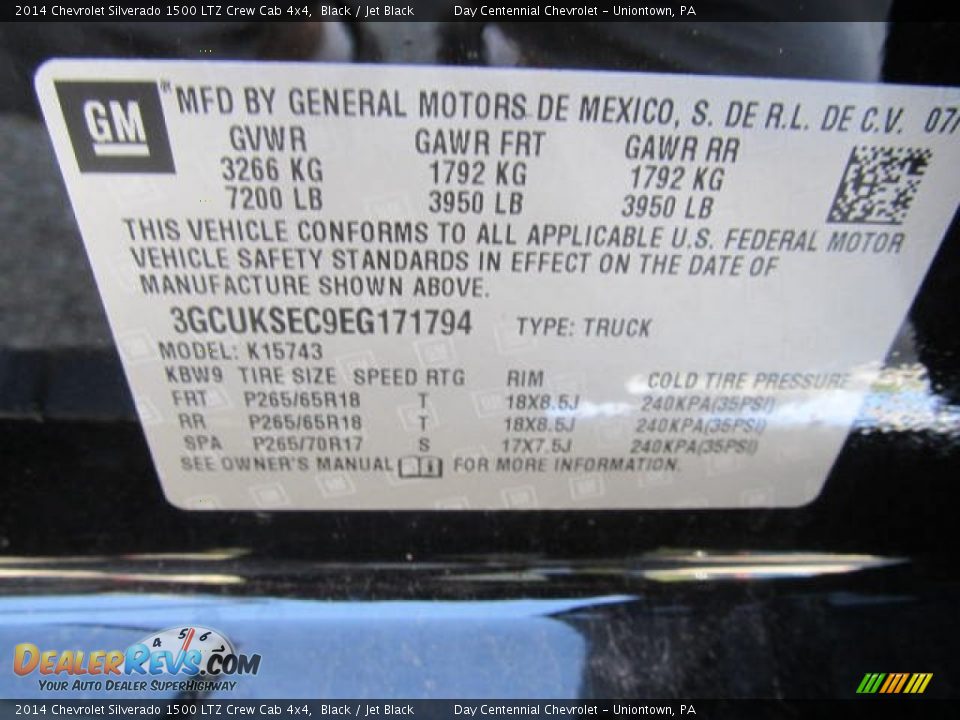 2014 Chevrolet Silverado 1500 LTZ Crew Cab 4x4, Black / Jet Black Day Centennial Chevrolet - Uniontown, PA
GM
MFD BY GENERAL MOTORS DE MEXICO, S. DE R.L. DE C.V. 07/
GVWR GAWR FRT GAWR RR
3266 KG 1792 KG 1792 KG
7200 LB 3950 LB 3950 LB
THIS VEHICLE CONFORMS TO ALL APPLICABLE U.S. FEDERAL MOTOR
VEHICLE SAFETY STANDARDS IN EFFECT ON THE DATE OF
MANUFACTURE SHOWN ABOVE.
3GCUKSEC9EG171794 TYPE: TRUCK
MODEL: K15743
KBW9 TIRE SIZE SPEED RTG RIM COLD TIRE PRESSURE
FRT P265/65R18 T 18X8.5J 240KPA(35PSI)
RR P265/65R18 T 18X8.5J 240KPA(35PSI)
SPA P265/70R17 S 17X7.5J 240KPA(35PSI)
SEE OWNER'S MANUAL FOR MORE INFORMATION.
4 5 6
DEALERREVS.COM
YOUR AUTO DEALER SUPERHIGHWAY
2014 Chevrolet Silverado 1500 LTZ Crew Cab 4x4, Black / Jet Black Day Centennial Chevrolet - Uniontown, PA